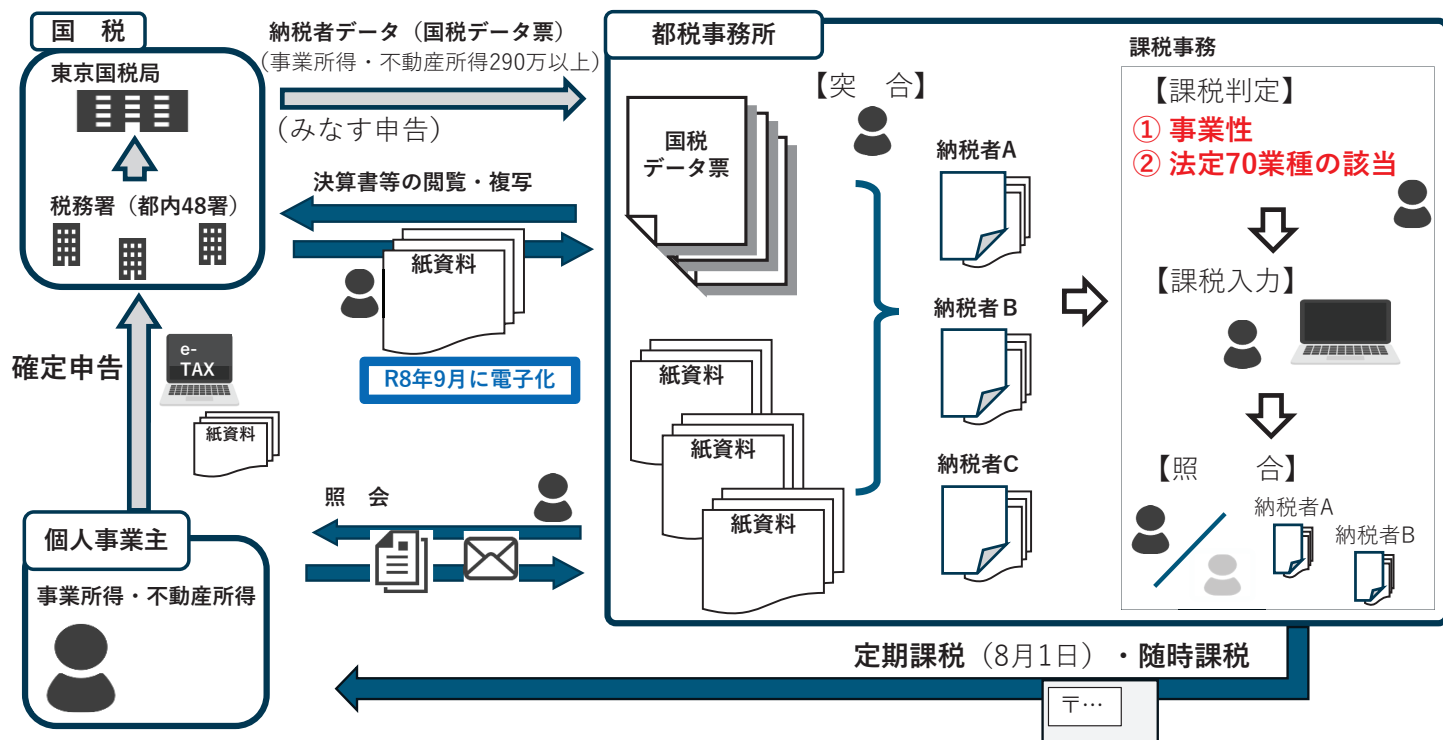 国　税
東京国税局
税務署（都内48署）
納税者データ（国税データ票）
（事業所得・不動産所得290万以上）
（みなす申告）
決算書等の閲覧・複写
紙資料
R8年9月に電子化
確定申告
e-
TAX
紙資料
照　会
個人事業主
事業所得・不動産所得
都税事務所
【突　合】
国税
データ票
紙資料
紙資料
紙資料
納税者A
納税者B
納税者C
課税事務
【課税判定】
① 事業性
② 法定70業種の該当
【課税入力】
【照　　合】
納税者A
納税者B
定期課税（8月1日）・随時課税
〒…